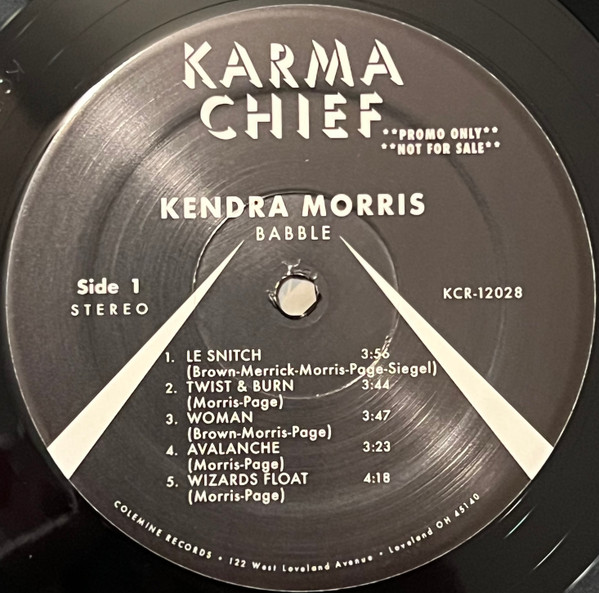 KARMA
CHIEF
**PROMO ONLY**
**NOT FOR SALE**
KENDRA MORRIS
BABBLE
Side 1
STEREO
KCR-12028
1. LE SNITCH 3:56
(Brown-Merrick-Morris-Page-Siegel)
2. TWIST & BURN 3:44
(Morris-Page)
3. WOMAN 3:47
(Brown-Morris-Page)
4. AVALANCHE 3:23
(Morris-Page)
5. WIZARDS FLOAT 4:18
(Morris-Page)
COLEMINE RECORDS • 122 West Loveland Avenue • Loveland OH 45140